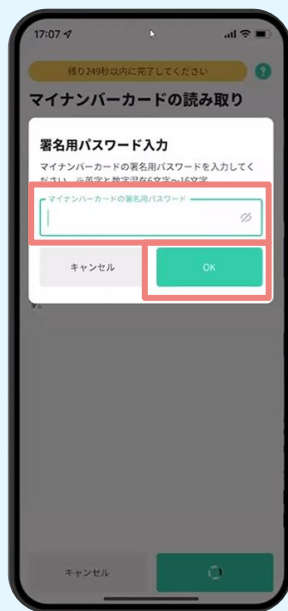 17:07
残り249秒以内に完了してください
?
マイナンバーカードの読み取り
署名用パスワード入力
マイナンバーカードの署名用パスワードを入力してく
ださい。※英字と数字混在6文字～16文字
マイナンバーカードの署名用パスワード
キャンセル
OK
す。
キャンセル